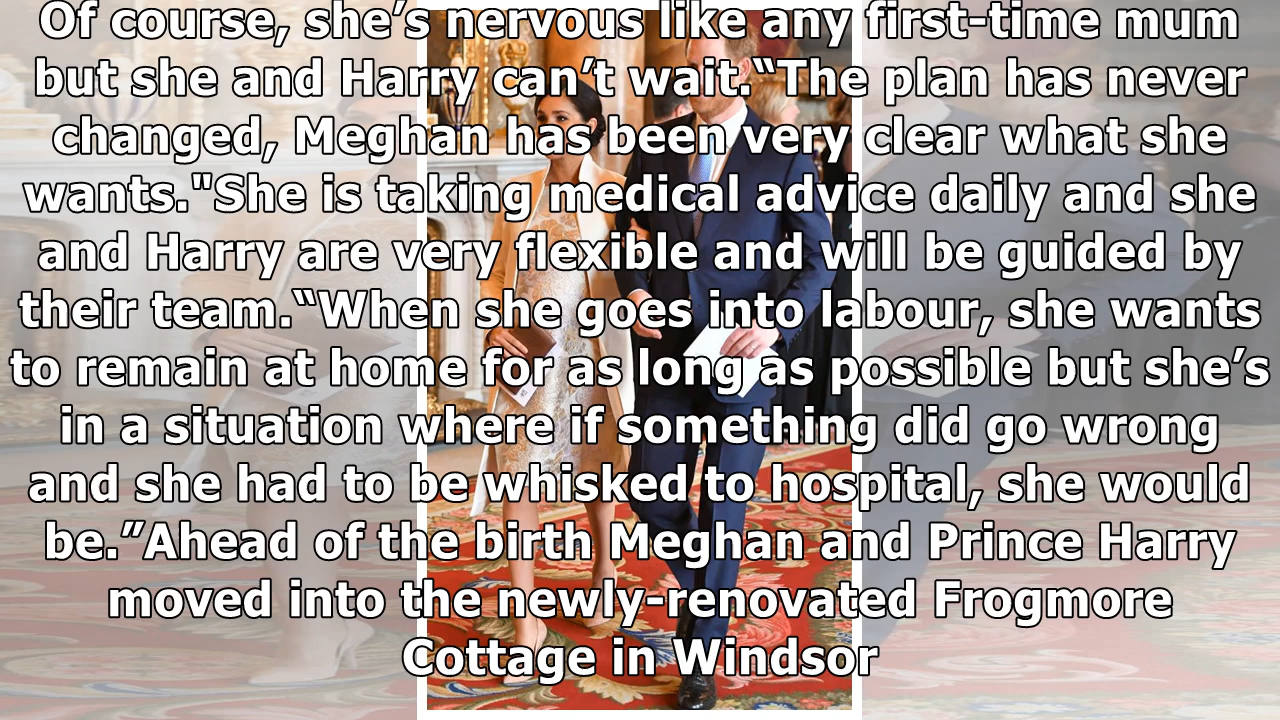 Of course, she’s nervous like any first-time mum
but she and Harry can’t wait.“The plan has never
changed, Meghan has been very clear what she
wants."She is taking medical advice daily and she
and Harry are very flexible and will be guided by
their team.“When she goes into labour, she wants
to remain at home for as long as possible but she’s
in a situation where if something did go wrong
and she had to be whisked to hospital, she would
be.”Ahead of the birth Meghan and Prince Harry
moved into the newly-renovated Frogmore
Cottage in Windsor